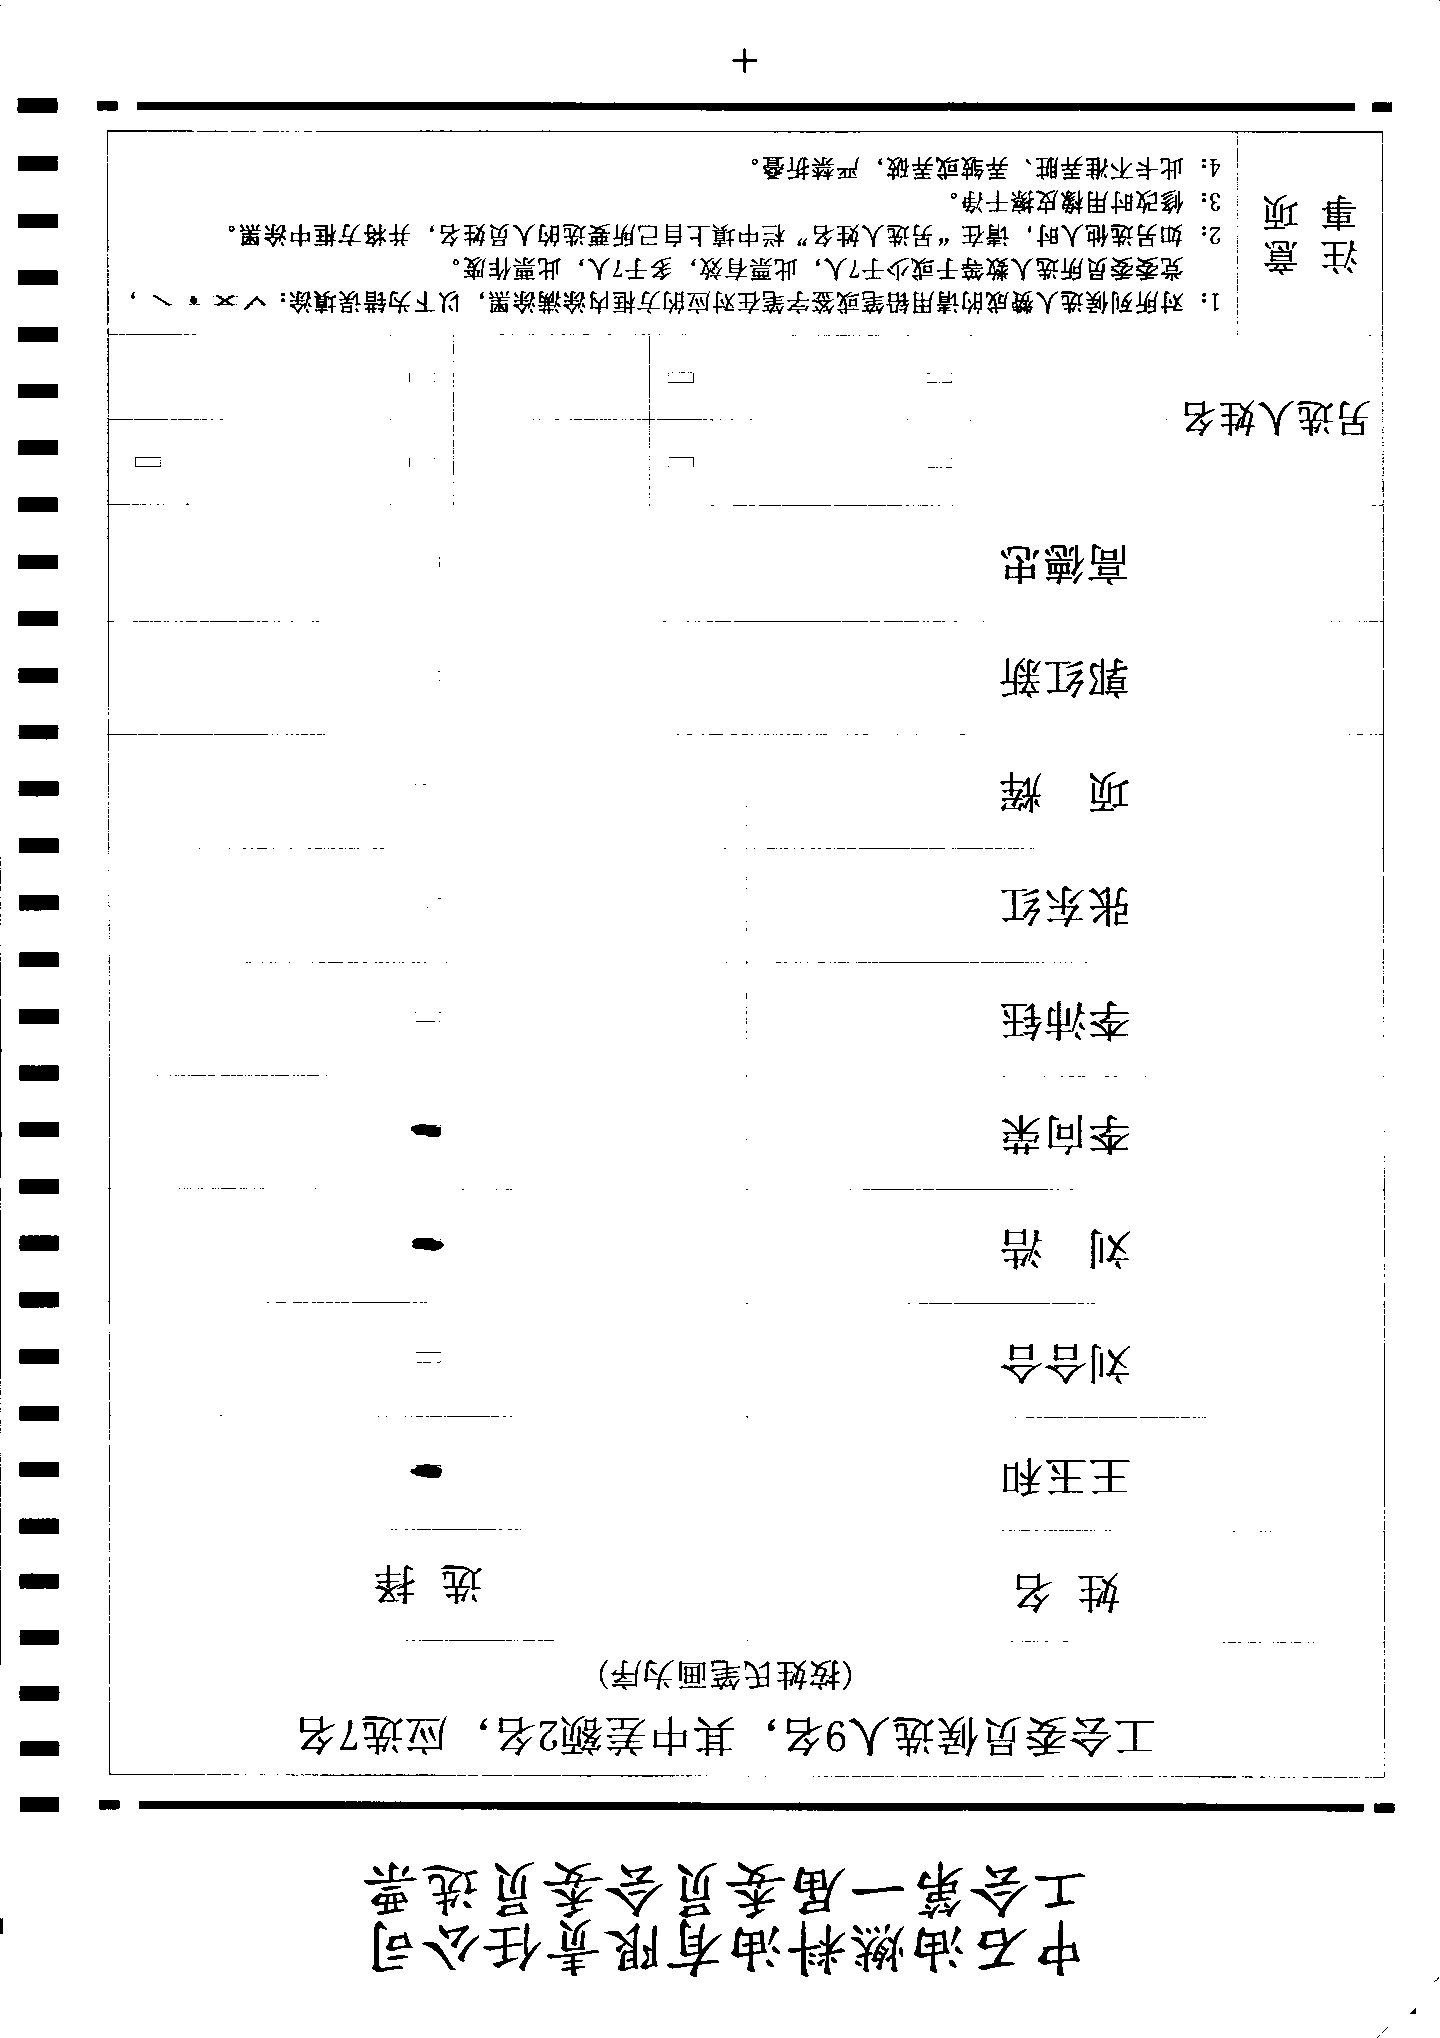 中石油燃料油有限责任公司
工会第一届委员会委员选票
工会委员候选人9名，其中差额2名，应选7名
(按姓氏笔画为序)
姓 名 选 择
王玉和
刘合合
刘 浩
李向荣
李沛钰
张东红
项 辉
郭红新
高德忠
另选人姓名
注意事项
1: 对所列候选人赞成的请用铅笔或签字笔在对应的方框内涂满涂黑，以下为错误填涂: ✓ × • \ ，
党委委员所选人数等于或少于7人，此票有效，多于7人，此票作废。
2: 如另选他人时，请在“另选人姓名”栏中填上自己所要选的人员姓名，并将方框中涂黑。
3: 修改时用橡皮擦干净。
4: 此卡不准弄脏、弄皱或弄破，严禁折叠。